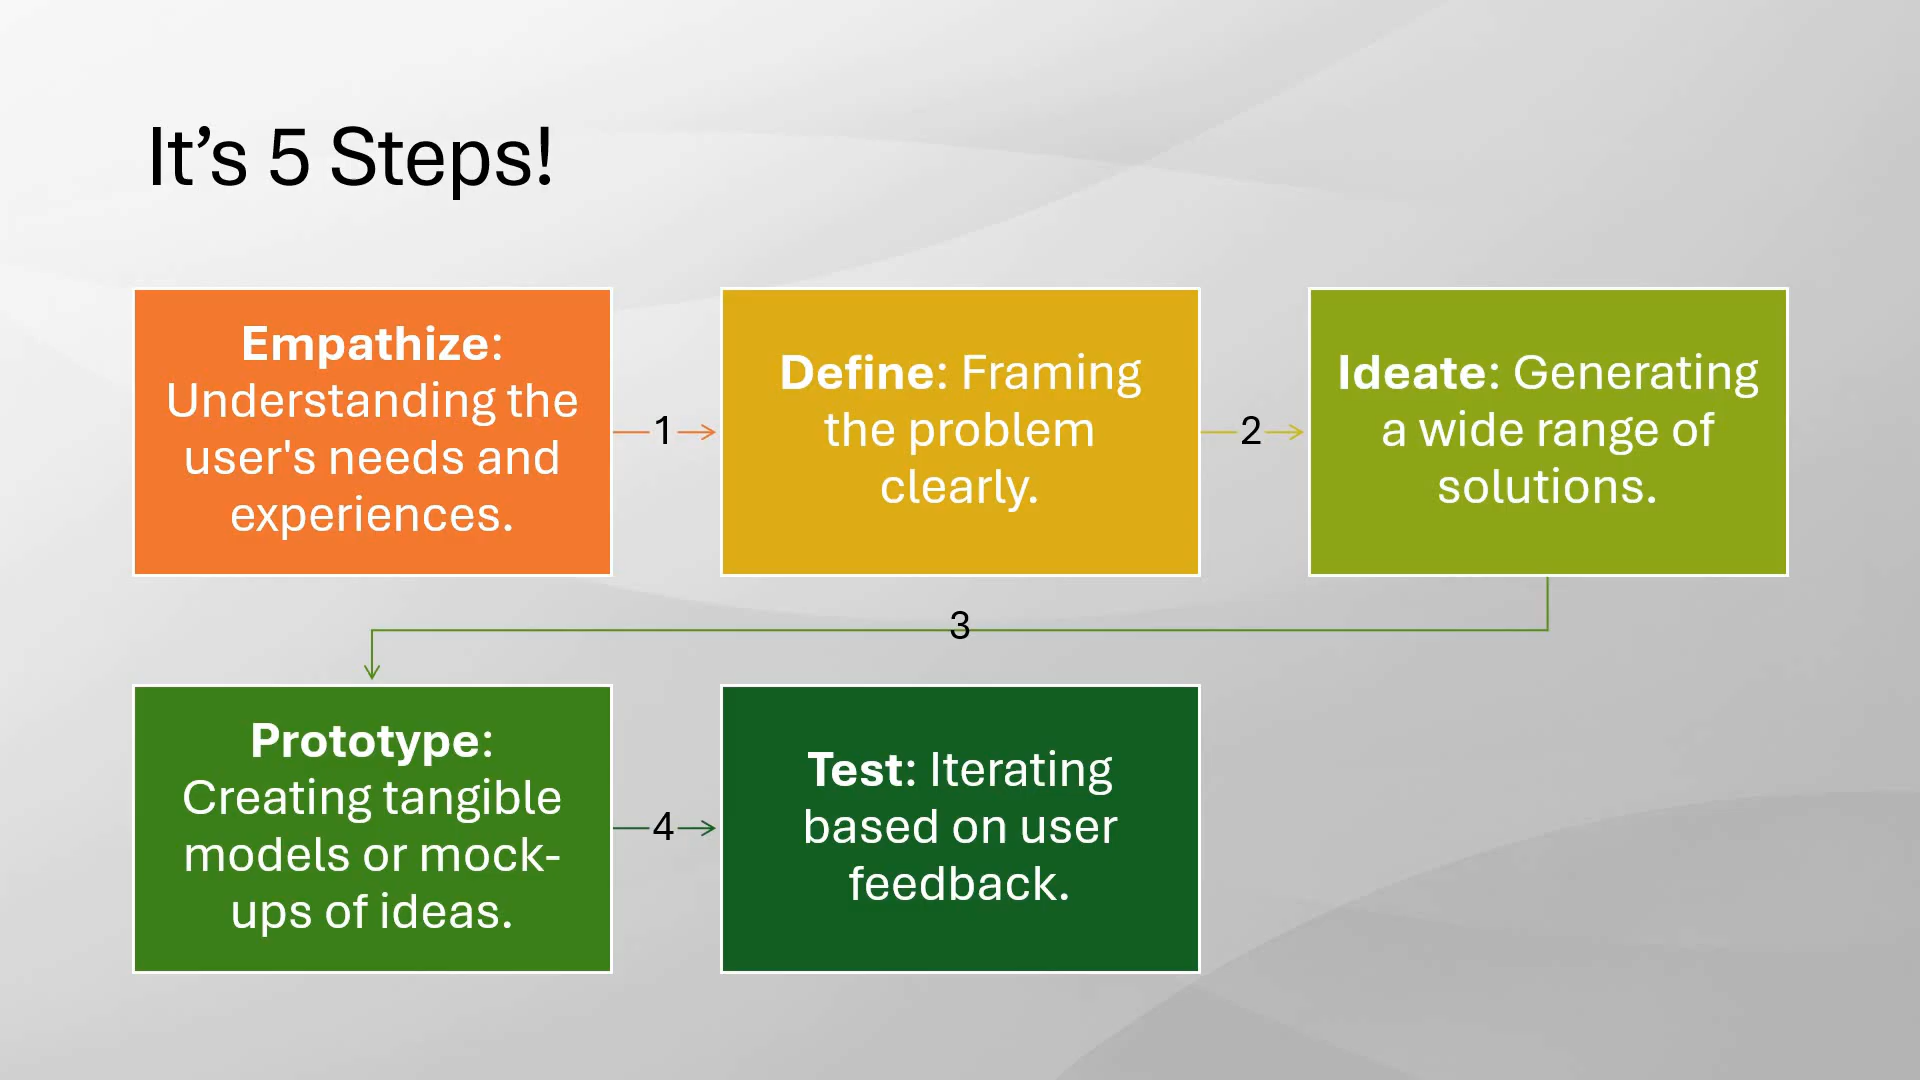 It’s 5 Steps!
Empathize:
Understanding the
user's needs and
experiences.
1
Define: Framing
the problem
clearly.
2
Ideate: Generating
a wide range of
solutions.
3
Prototype:
Creating tangible
models or mock-
ups of ideas.
4
Test: Iterating
based on user
feedback.